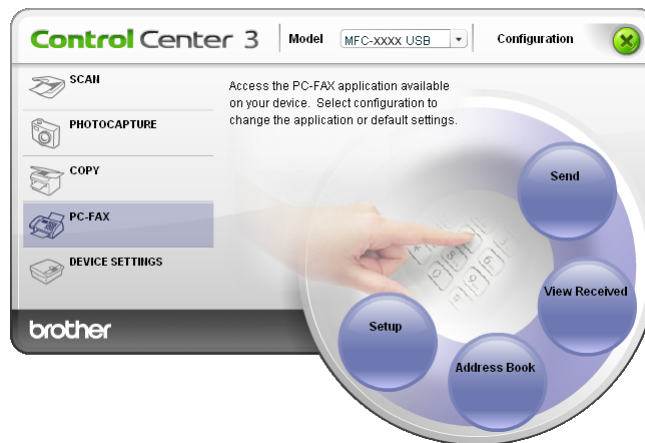 Control Center 3
Model
MFC-XXXX USB
Configuration
SCAN
PHOTOCAPTURE
COPY
PC-FAX
DEVICE SETTINGS
Access the PC-FAX application available
on your device. Select configuration to
change the application or default settings.
Send
View Received
Address Book
Setup
brother